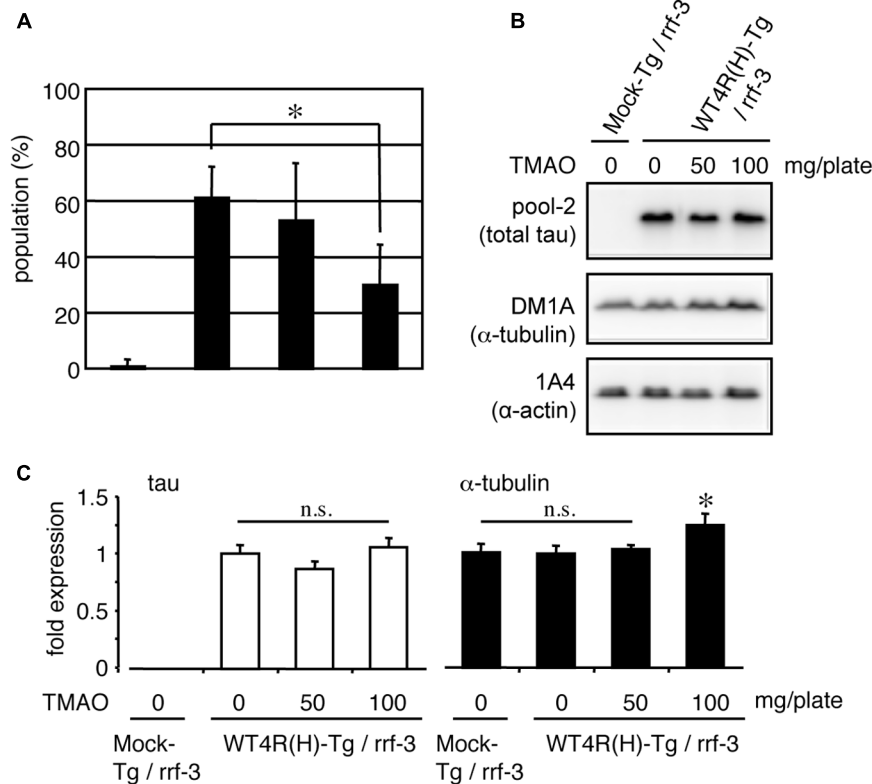 A
population (%)
100
80
60
40
20
0
*
B
Mock-Tg / rrf-3
WT4R(H)-Tg
/ rrf-3
TMAO 0 0 50 100 mg/plate
pool-2
(total tau)
DM1A
(α-tubulin)
1A4
(α-actin)
C
tau
α-tubulin
fold expression
1.5
1
0.5
0
n.s.
n.s.
*
TMAO 0 0 50 100 0 0 50 100 mg/plate
Mock-
Tg / rrf-3
WT4R(H)-Tg / rrf-3
Mock-
Tg / rrf-3
WT4R(H)-Tg / rrf-3